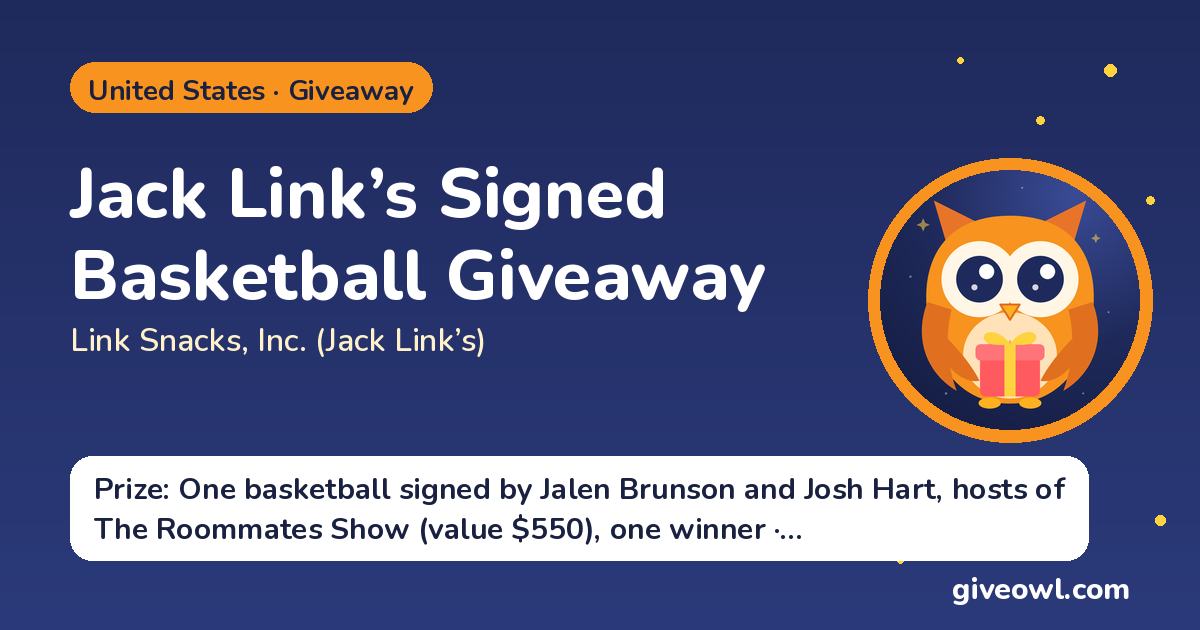 United States · Giveaway
Jack Link’s Signed
Basketball Giveaway
Link Snacks, Inc. (Jack Link’s)
Prize: One basketball signed by Jalen Brunson and Josh Hart, hosts of
The Roommates Show (value $550), one winner ·...
giveowl.com